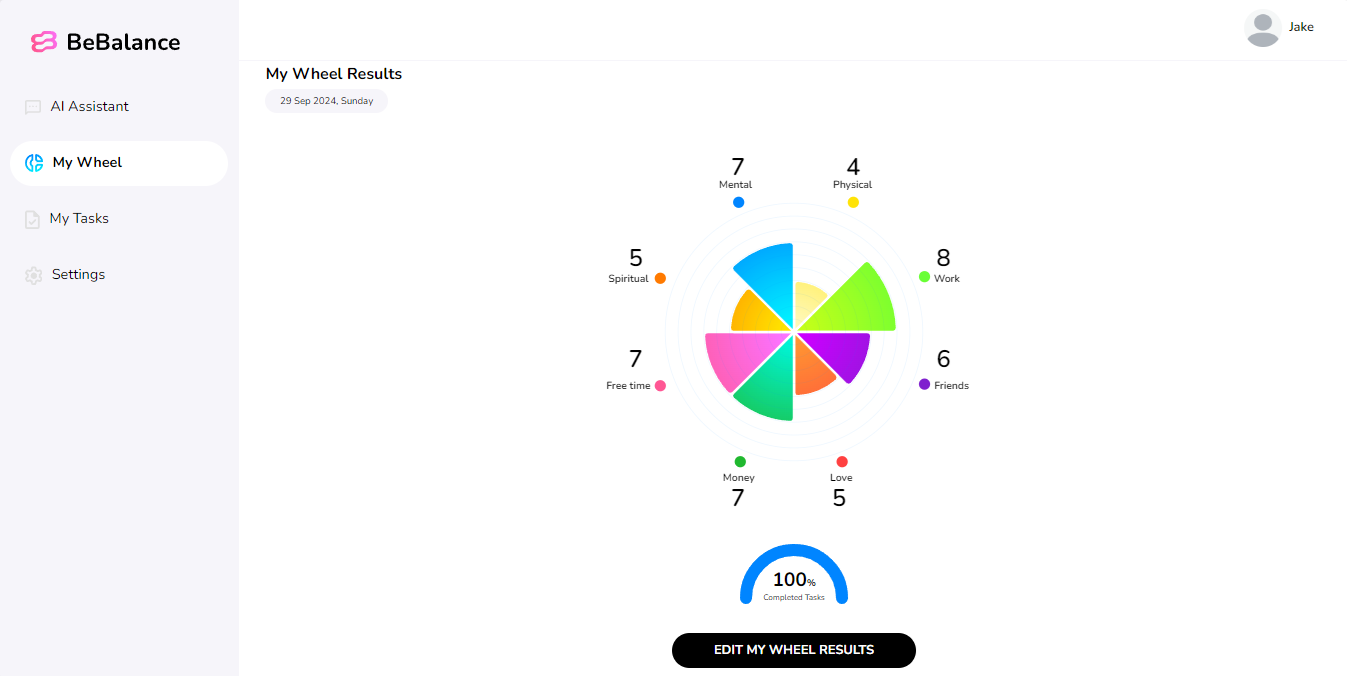 BeBalance
AI Assistant
My Wheel
My Tasks
Settings
Jake
My Wheel Results
29 Sep 2024, Sunday
7
Mental
4
Physical
5
Spiritual
8
Work
7
Free time
6
Friends
Money
7
Love
5
100%
Completed Tasks
EDIT MY WHEEL RESULTS